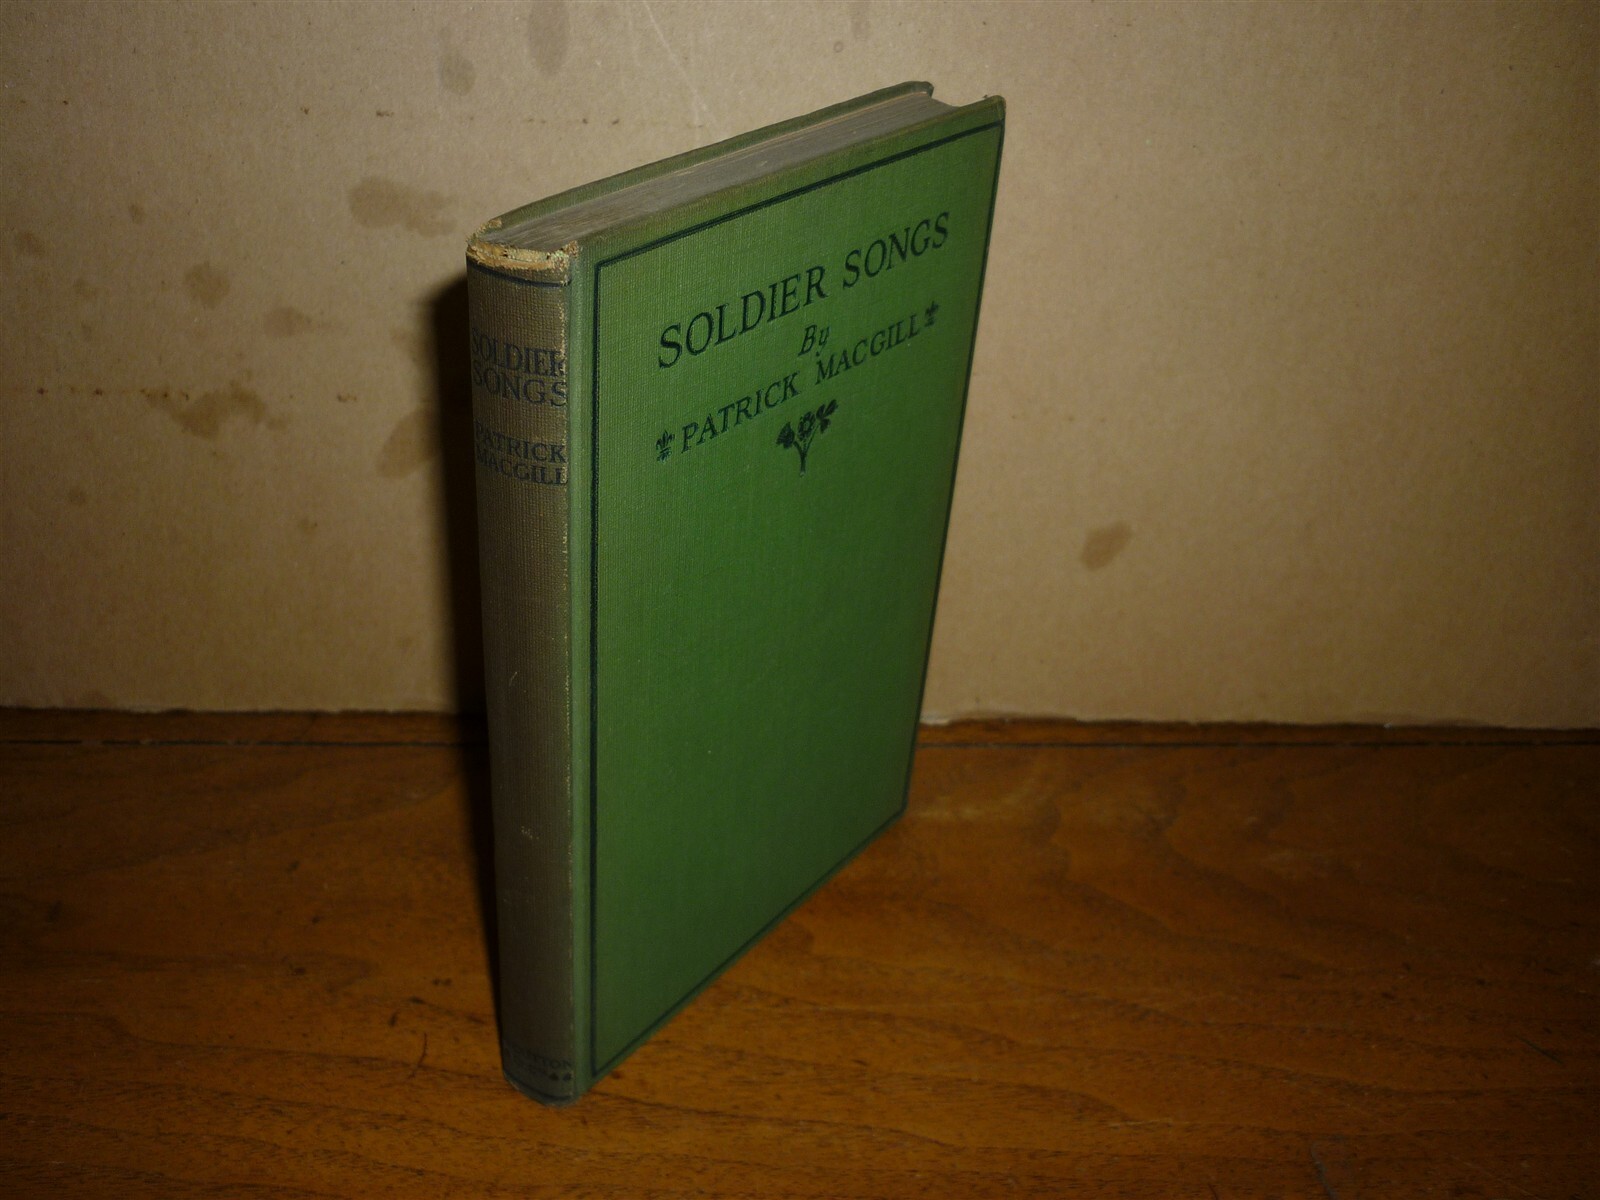 SOLDIER SONGS
By
PATRICK MACGILL
SOLDIER
SONGS
PATRICK
MACGILL